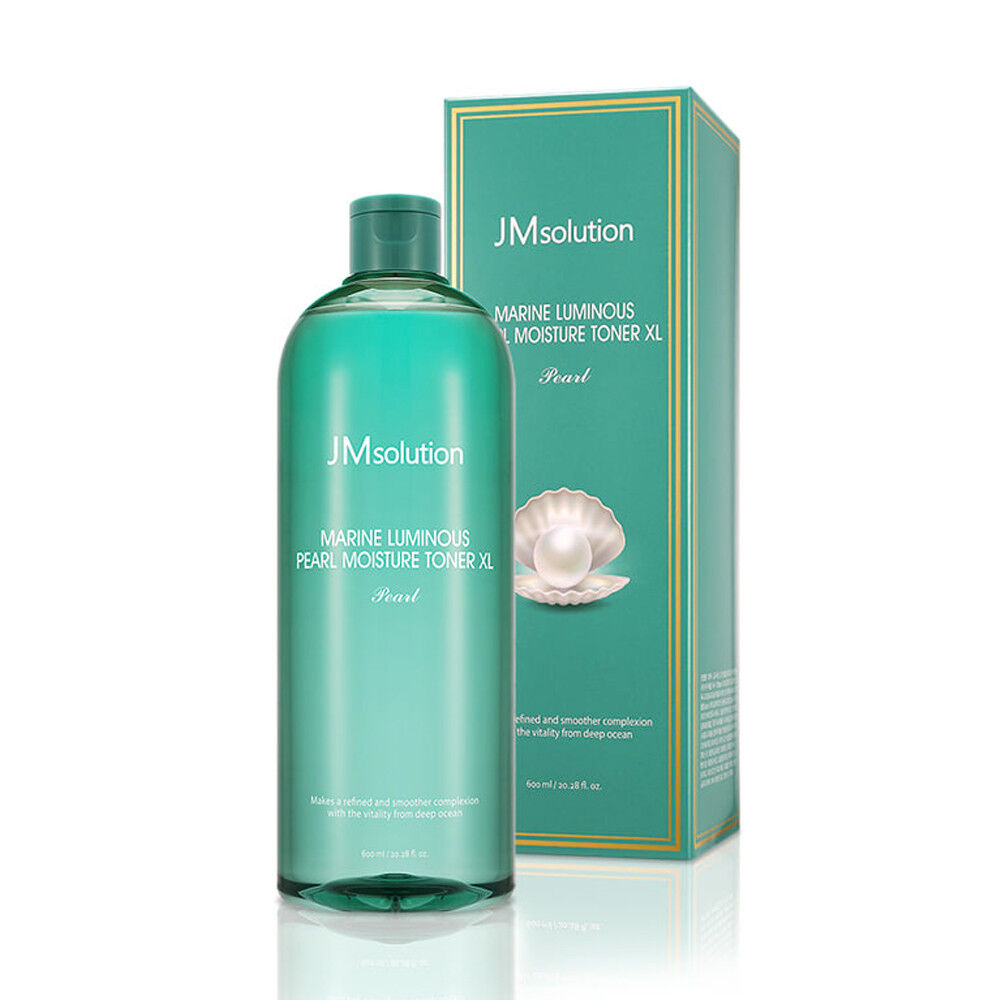 JMsolution
MARINE LUMINOUS
PEARL MOISTURE TONER XL
Pearl
Makes a refined and smoother complexion
with the vitality from deep ocean
600 ml / 20.28 fl. oz.
JMsolution
MARINE LUMINOUS
MOISTURE TONER XL
Pearl
refined and smoother complexion
the vitality from deep ocean
600 ml / 20.28 fl. oz.